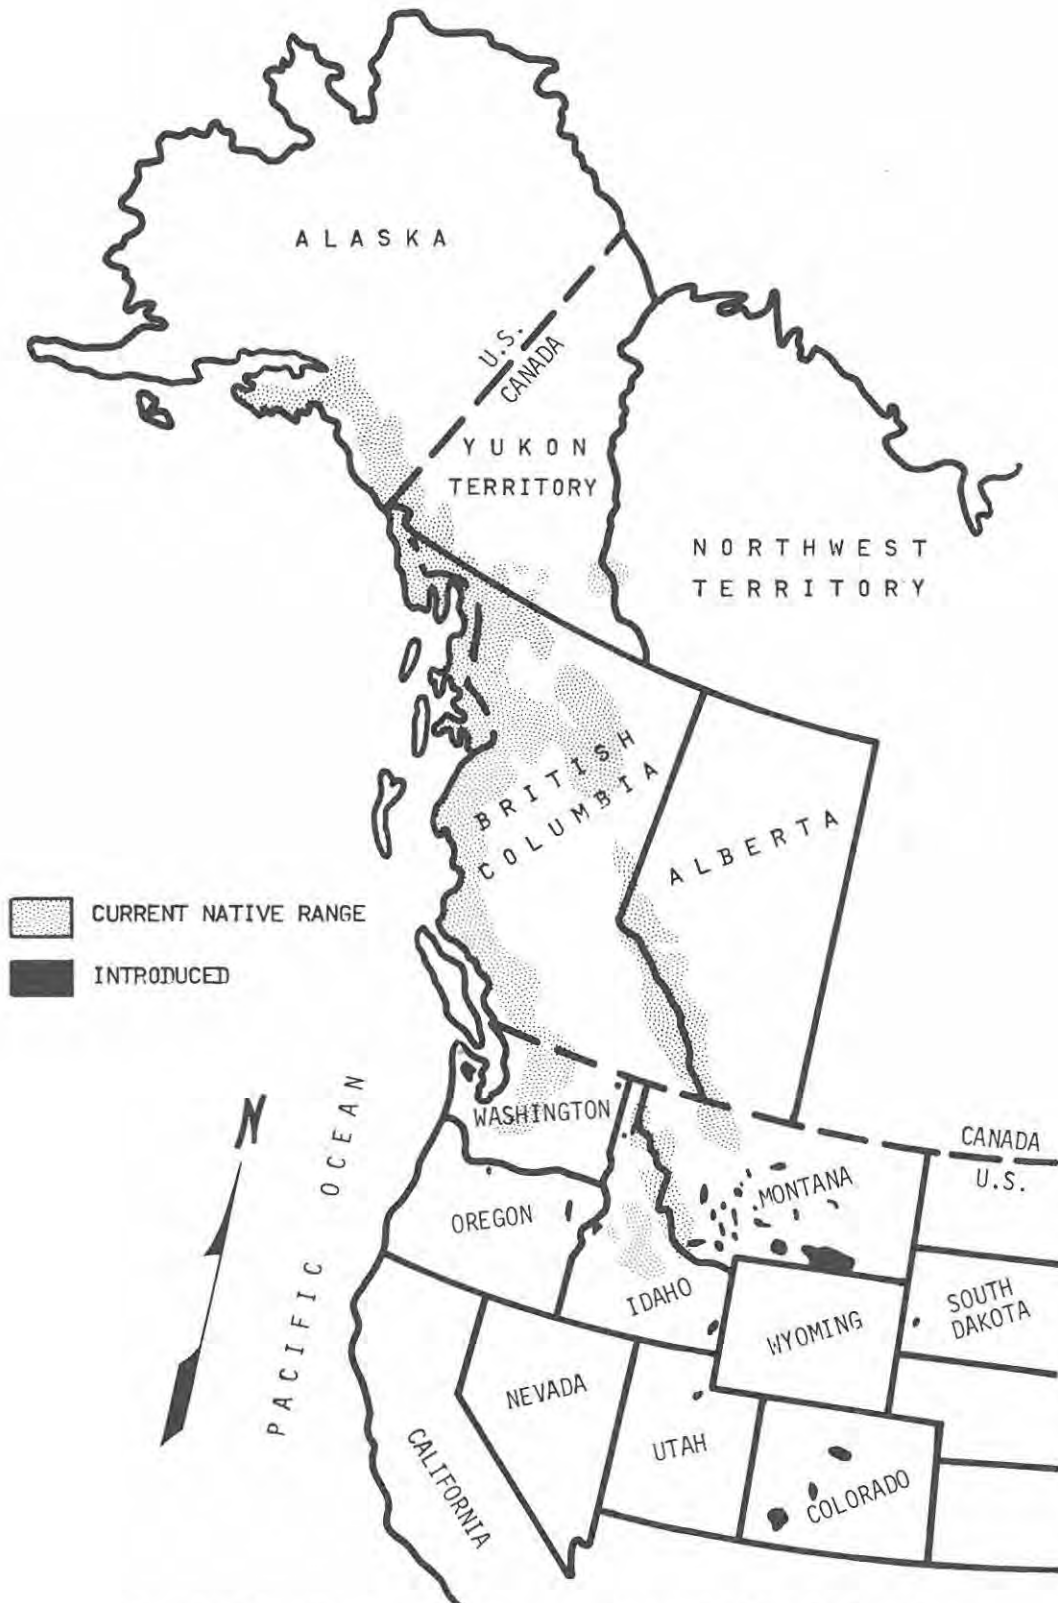 ALASKA
U.S.
CANADA
YUKON
TERRITORY
NORTHWEST
TERRITORY
BRITISH
COLUMBIA
ALBERTA
CURRENT NATIVE RANGE
INTRODUCED
N
PACIFIC OCEAN
WASHINGTON
CANADA
U.S.
MONTANA
OREGON
IDAHO
SOUTH
DAKOTA
WYOMING
NEVADA
UTAH
COLORADO
CALIFORNIA